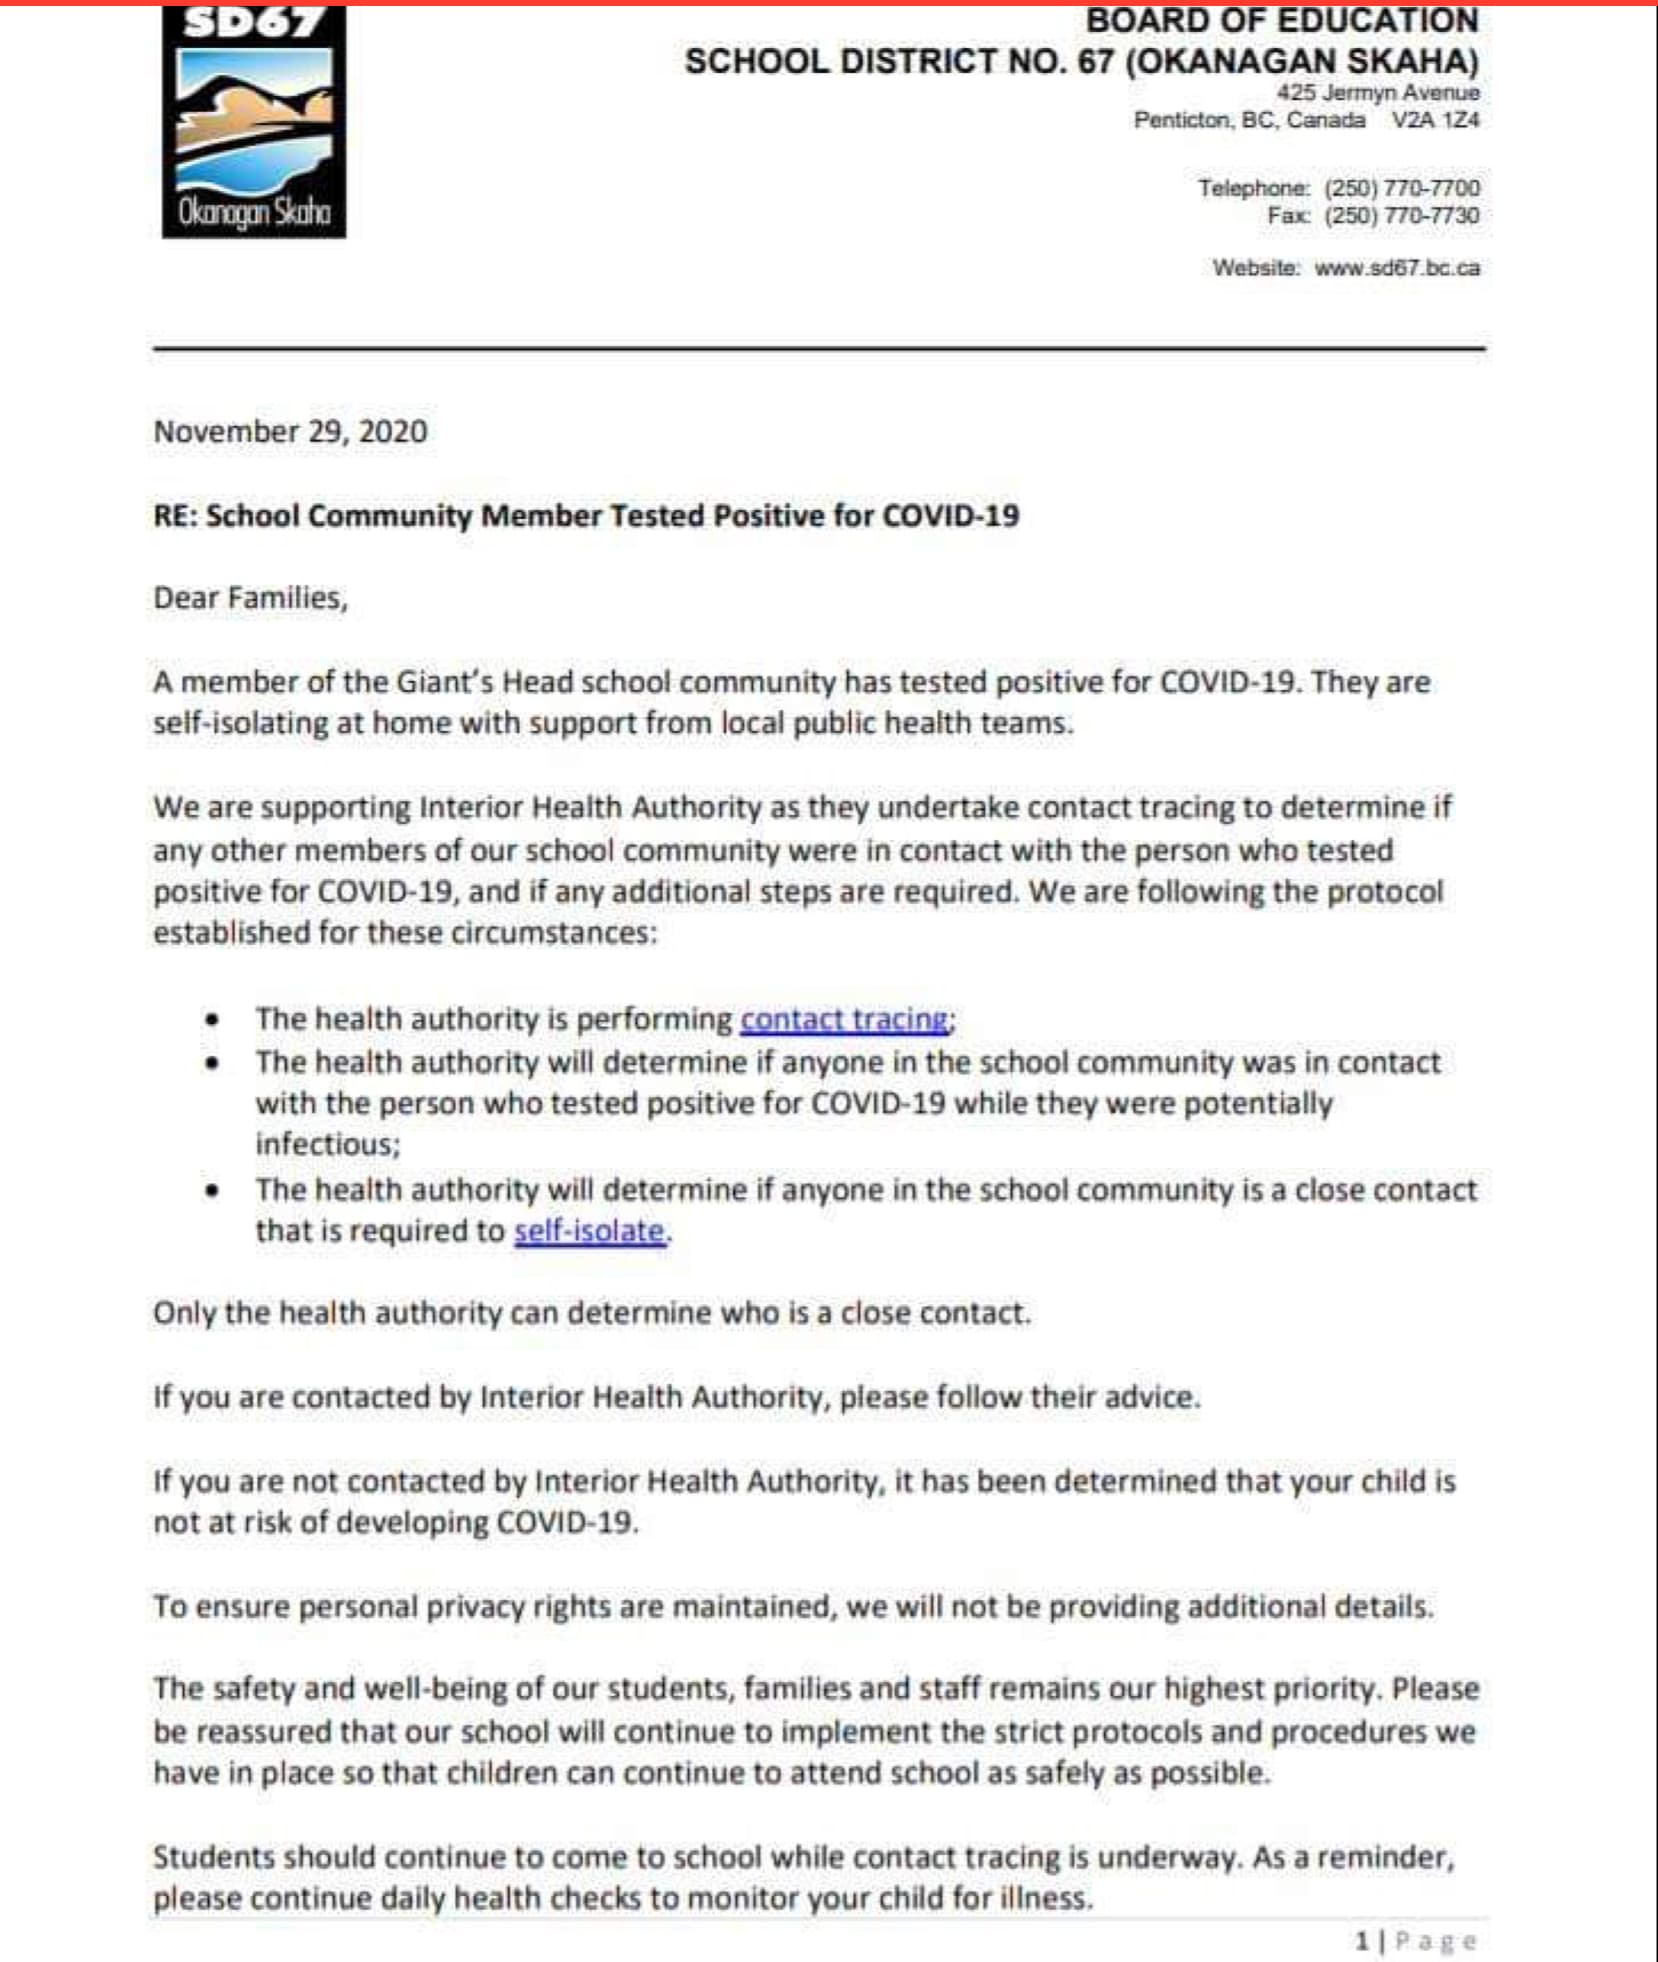 SD67
Okanagan Skaha
BOARD OF EDUCATION
SCHOOL DISTRICT NO. 67 (OKANAGAN SKAHA)
425 Jermyn Avenue
Penticton, BC, Canada V2A 1Z4
Telephone: (250) 770-7700
Fax: (250) 770-7730
Website: www.sd67.bc.ca
November 29, 2020
RE: School Community Member Tested Positive for COVID-19
Dear Families,
A member of the Giant's Head school community has tested positive for COVID-19. They are
self-isolating at home with support from local public health teams.
We are supporting Interior Health Authority as they undertake contact tracing to determine if
any other members of our school community were in contact with the person who tested
positive for COVID-19, and if any additional steps are required. We are following the protocol
established for these circumstances:
• The health authority is performing contact tracing;
• The health authority will determine if anyone in the school community was in contact
with the person who tested positive for COVID-19 while they were potentially
infectious;
• The health authority will determine if anyone in the school community is a close contact
that is required to self-isolate.
Only the health authority can determine who is a close contact.
If you are contacted by Interior Health Authority, please follow their advice.
If you are not contacted by Interior Health Authority, it has been determined that your child is
not at risk of developing COVID-19.
To ensure personal privacy rights are maintained, we will not be providing additional details.
The safety and well-being of our students, families and staff remains our highest priority. Please
be reassured that our school will continue to implement the strict protocols and procedures we
have in place so that children can continue to attend school as safely as possible.
Students should continue to come to school while contact tracing is underway. As a reminder,
please continue daily health checks to monitor your child for illness.
1 | Page